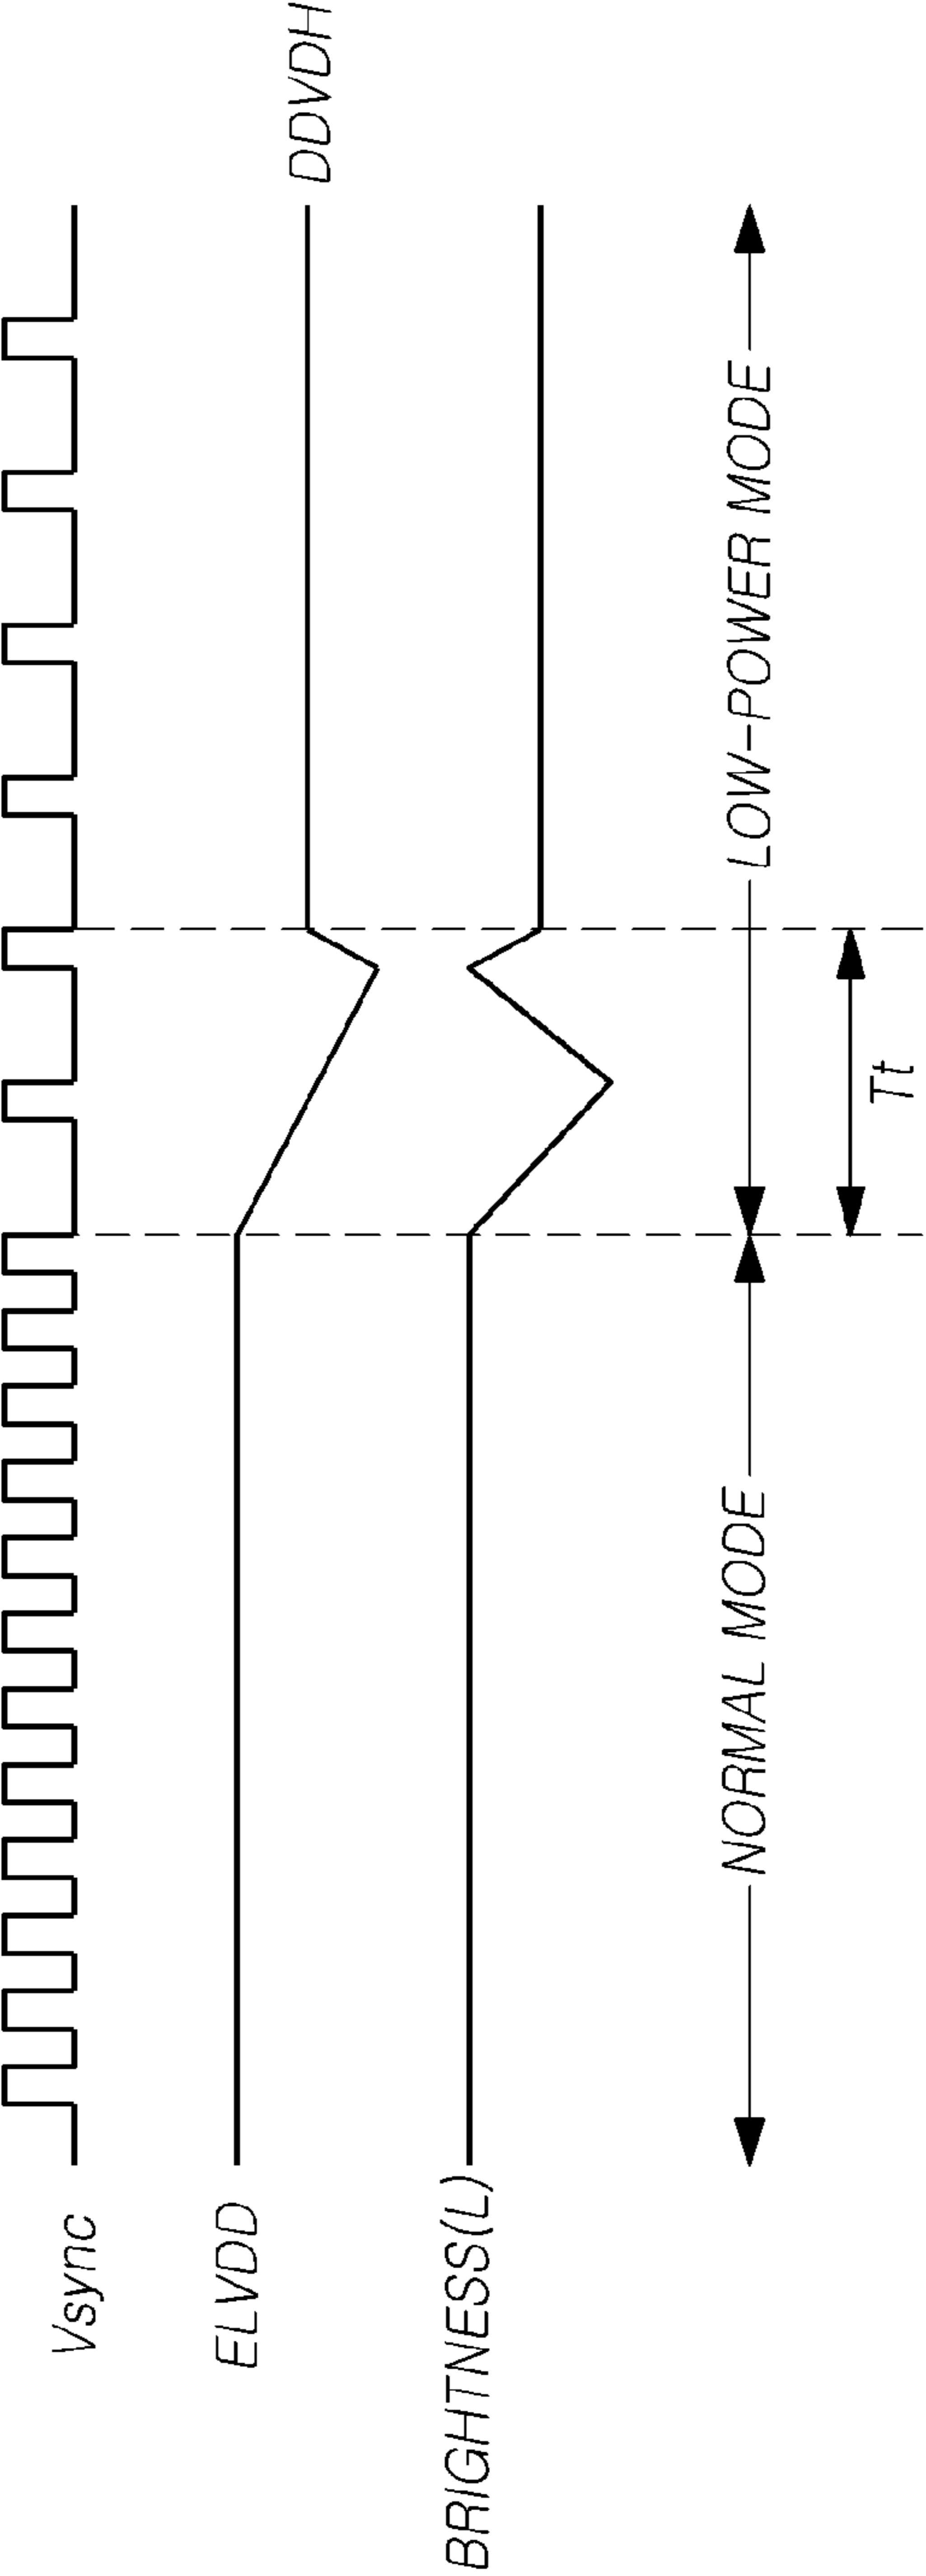 Vsync
ELVDD
DDVDH
BRIGHTNESS(L)
NORMAL MODE
LOW-POWER MODE
Tt